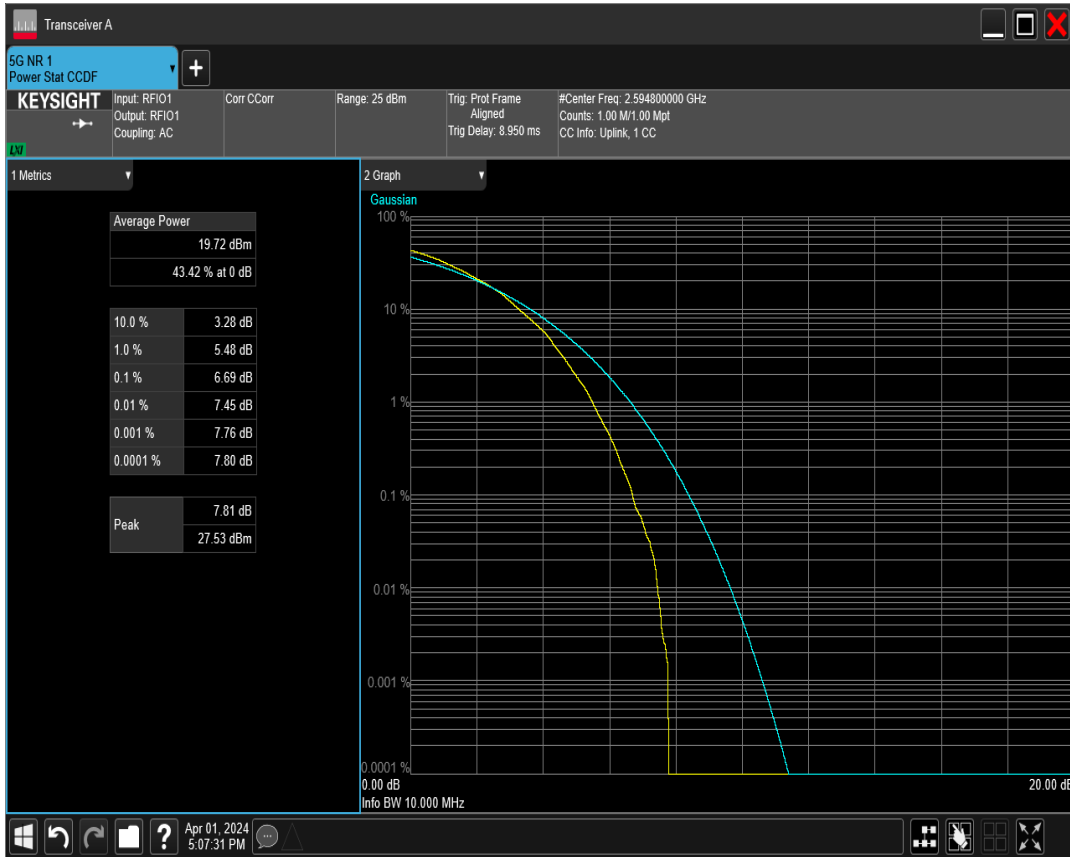 Transceiver A
5G NR 1
Power Stat CCDF
+
KEYSIGHT
LXI
Input: RFIO1
Output: RFIO1
Coupling: AC
Corr CCorr
Range: 25 dBm
Trig: Prot Frame
Aligned
Trig Delay: 8.950 ms
#Center Freq: 2.594800000 GHz
Counts: 1.00 M/1.00 Mpt
CC Info: Uplink, 1 CC
1 Metrics
Average Power
19.72 dBm
43.42 % at 0 dB
10.0 % 3.28 dB
1.0 % 5.48 dB
0.1 % 6.69 dB
0.01 % 7.45 dB
0.001 % 7.76 dB
0.0001 % 7.80 dB
Peak
7.81 dB
27.53 dBm
2 Graph
Gaussian
100 %
10 %
1 %
0.1 %
0.01 %
0.001 %
0.0001 %
0.00 dB 20.00 dB
Info BW 10.000 MHz
?
Apr 01, 2024
5:07:31 PM